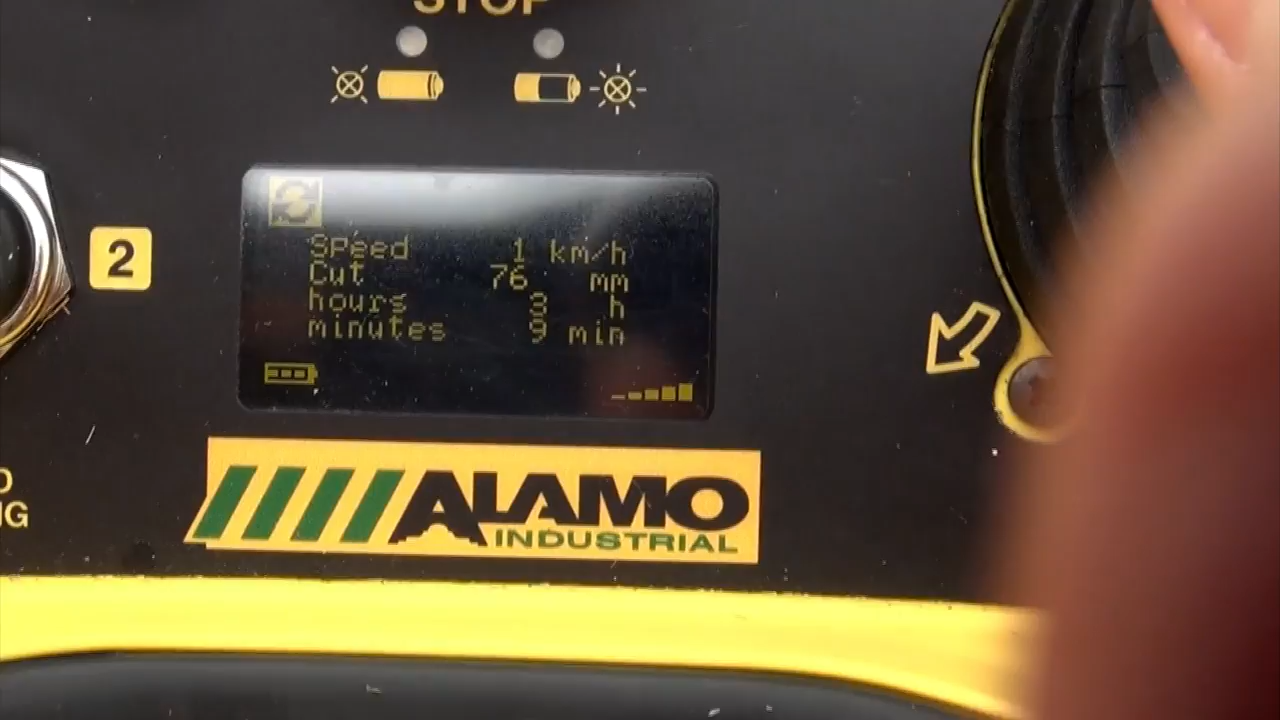 STOP
2
SPeed 1 km/h
Cut 76 mm
hours 3 h
minutes 9 min
ALAMO
INDUSTRIAL